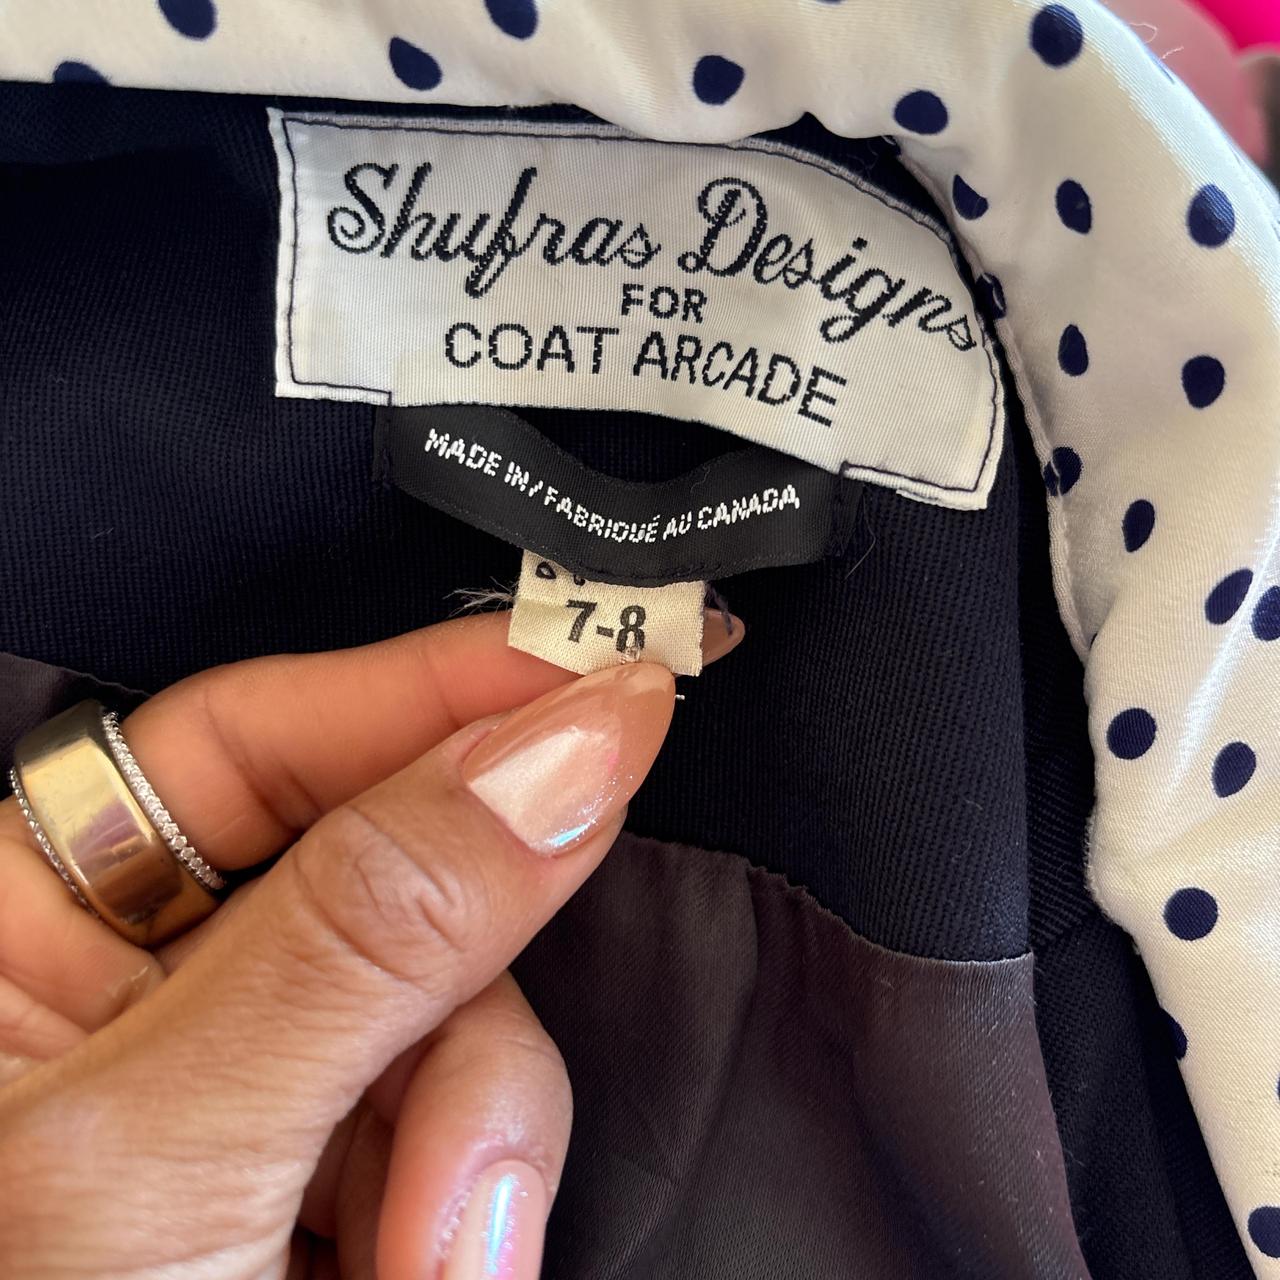 Shufras Designs
FOR
COAT ARCADE
MADE IN / FABRIQUÉ AU CANADA
7-8